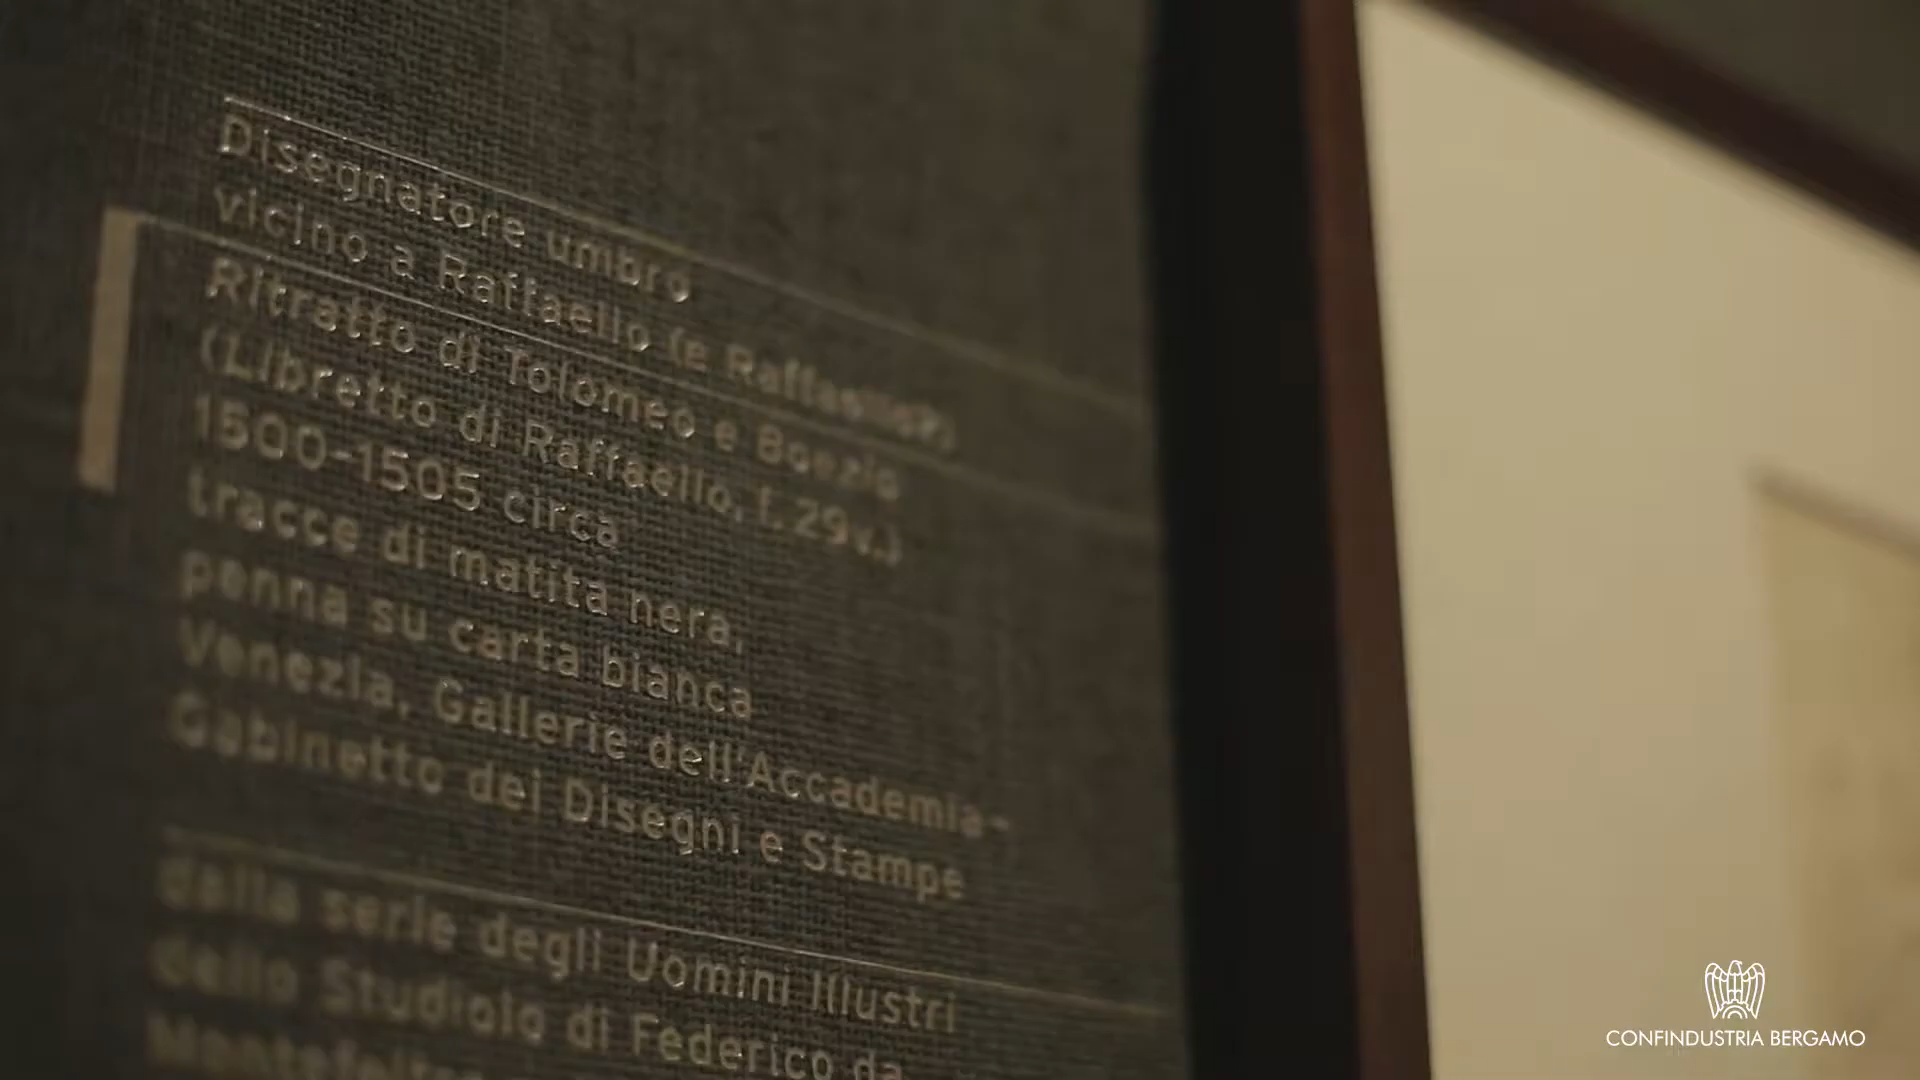 Disegnatore umbro
vicino a Raffaello (e Raffaello?)
Ritratto di Tolomeo e Boezio
(Libretto di Raffaello, f. 29v.)
1500-1505 circa
tracce di matita nera,
penna su carta bianca
Venezia, Gallerie dell'Accademia-
Gabinetto dei Disegni e Stampe
dalla serie degli Uomini Illustri
dello Studiolo di Federico da
Montefeltro
CONFINDUSTRIA BERGAMO